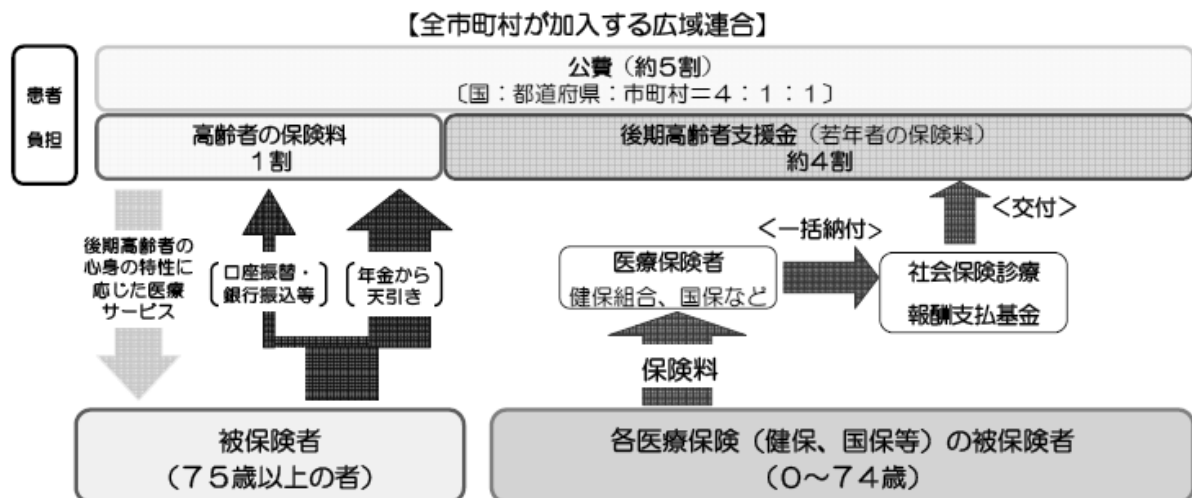 【全市町村が加入する広域連合】
患者
負担
公費（約５割）
〔国：都道府県：市町村＝４：１：１〕
高齢者の保険料
１割
後期高齢者支援金（若年者の保険料）
約４割
後期高齢者の
心身の特性に
応じた医療
サービス
口座振替・
銀行振込等
年金から
天引き
医療保険者
健保組合、国保など
＜一括納付＞
＜交付＞
社会保険診療
報酬支払基金
保険料
被保険者
（７５歳以上の者）
各医療保険（健保、国保等）の被保険者
（０～７４歳）